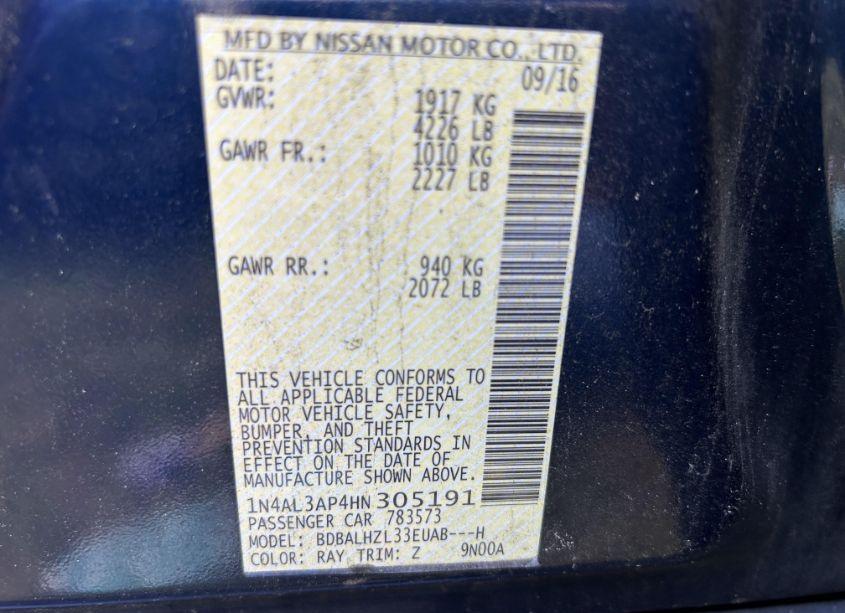 MFD BY NISSAN MOTOR CO., LTD.
DATE: 09/16
GVWR: 1917 KG
4226 LB
GAWR FR.: 1010 KG
2227 LB
GAWR RR.: 940 KG
2072 LB
THIS VEHICLE CONFORMS TO
ALL APPLICABLE FEDERAL
MOTOR VEHICLE SAFETY,
BUMPER, AND THEFT
PREVENTION STANDARDS IN
EFFECT ON THE DATE OF
MANUFACTURE SHOWN ABOVE.
1N4AL3AP4HN305191
PASSENGER CAR 783573
MODEL: BDBALHZL33EUAB---H
COLOR: RAY TRIM: Z 9N00A